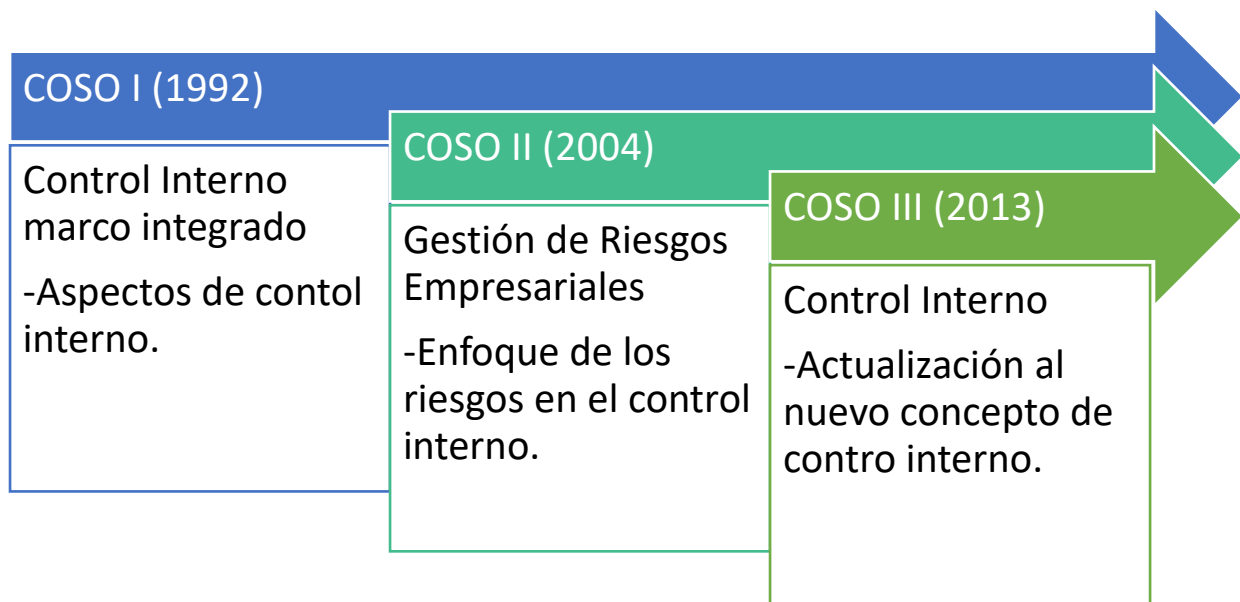 COSO I (1992)
Control Interno
marco integrado
-Aspectos de contol
interno.
COSO II (2004)
Gestión de Riesgos
Empresariales
-Enfoque de los
riesgos en el control
interno.
COSO III (2013)
Control Interno
-Actualización al
nuevo concepto de
contro interno.